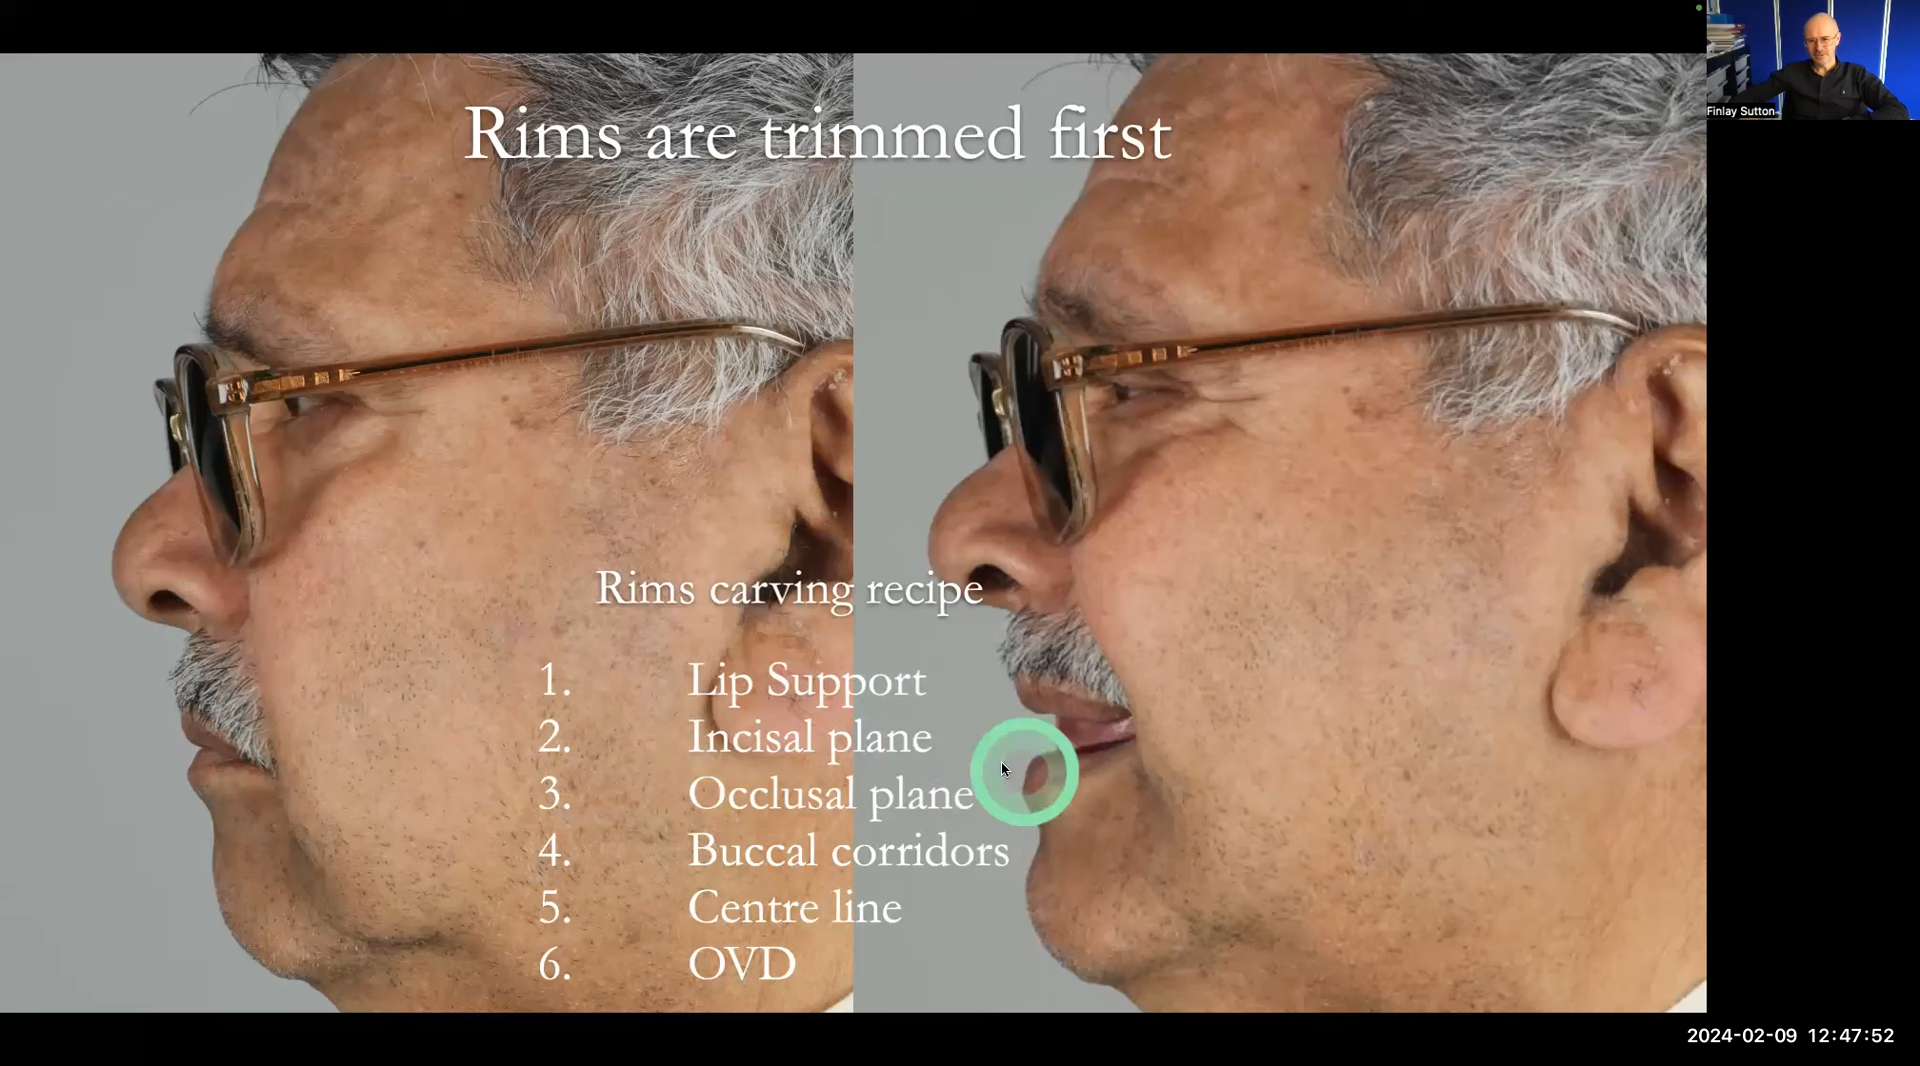 Rims are trimmed first
Finlay Sutton
Rims carving recipe
1. Lip Support
2. Incisal plane
3. Occlusal plane
4. Buccal corridors
5. Centre line
6. OVD
2024-02-09 12:47:52